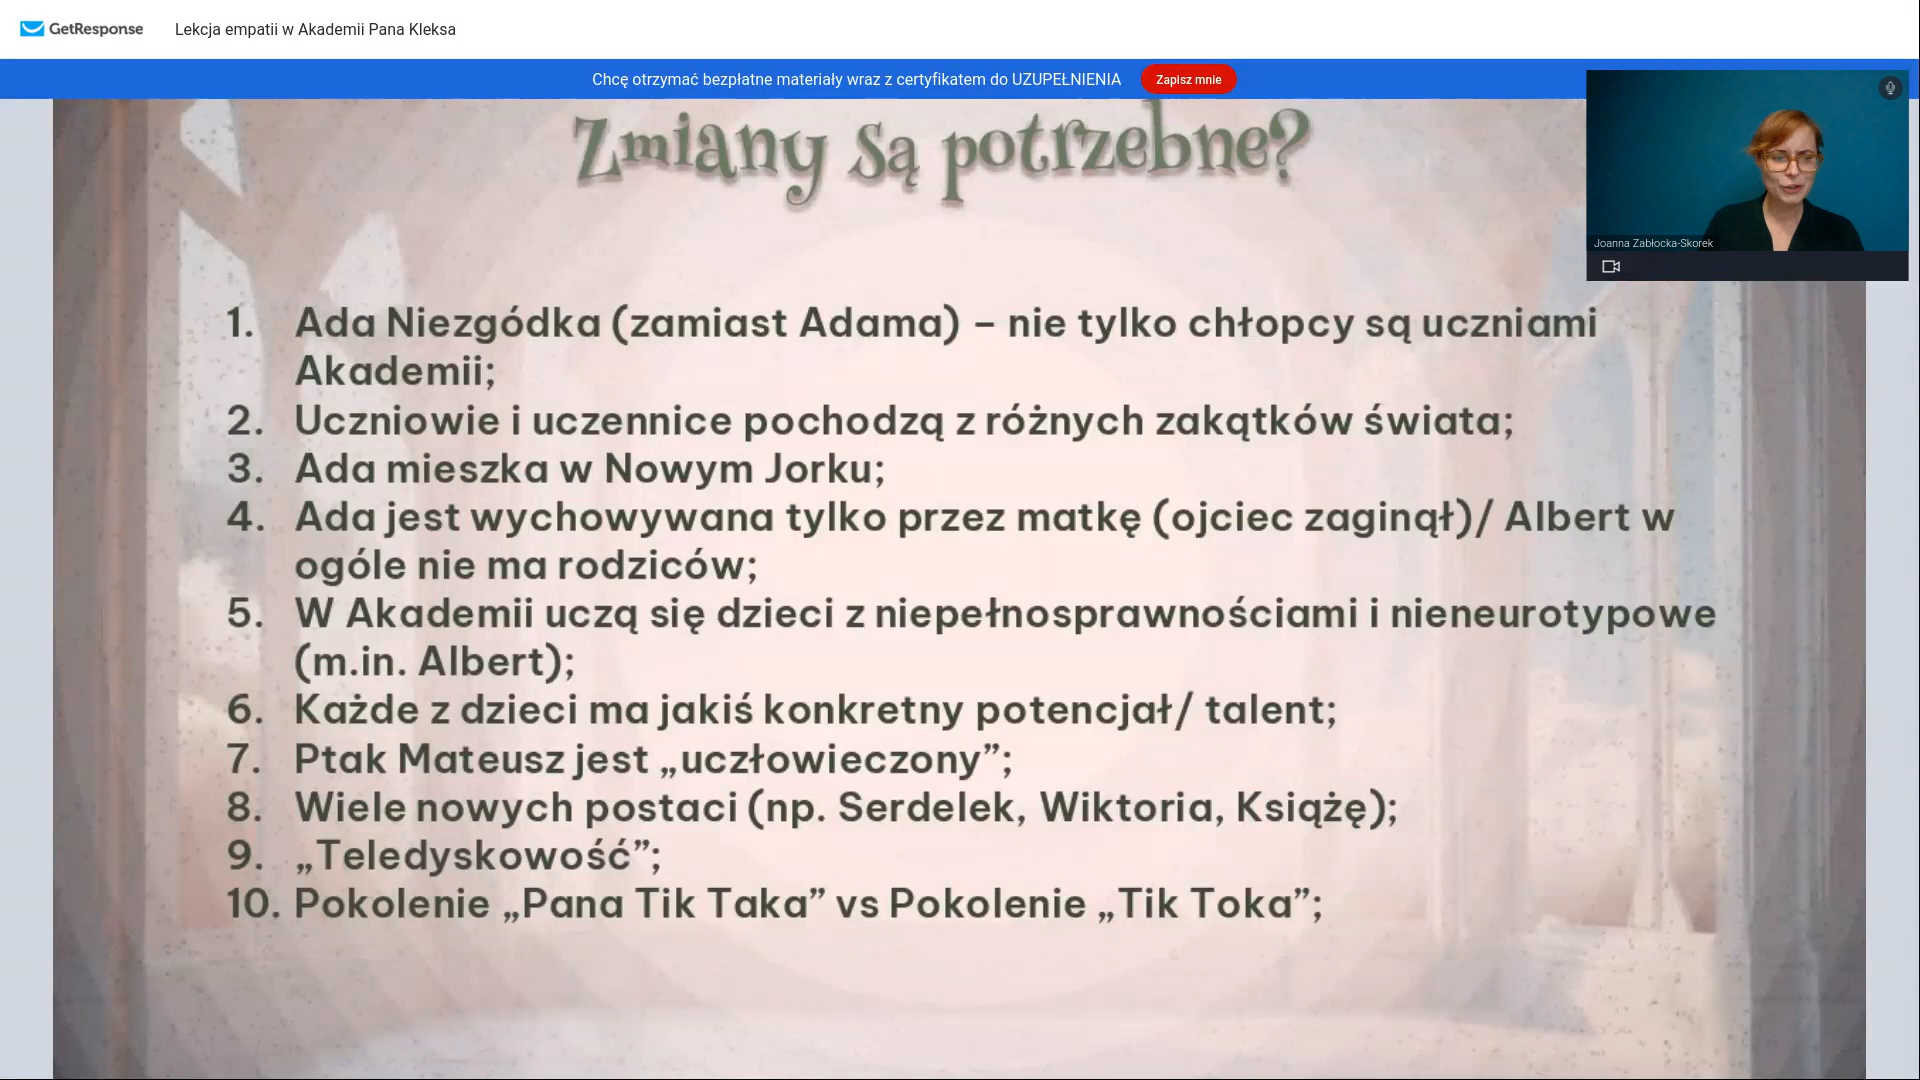 GetResponse
Lekcja empatii w Akademii Pana Kleksa
Chcę otrzymać bezpłatne materiały wraz z certyfikatem do UZUPEŁNIENIA
Zapisz mnie
Zmiany są potrzebne?
Joanna Zabłocka-Skorek
1. Ada Niezgódka (zamiast Adama) – nie tylko chłopcy są uczniami
Akademii;
2. Uczniowie i uczennice pochodzą z różnych zakątków świata;
3. Ada mieszka w Nowym Jorku;
4. Ada jest wychowywana tylko przez matkę (ojciec zaginął)/ Albert w
ogóle nie ma rodziców;
5. W Akademii uczą się dzieci z niepełnosprawnościami i nieneurotypowe
(m.in. Albert);
6. Każde z dzieci ma jakiś konkretny potencjał/ talent;
7. Ptak Mateusz jest „uczłowieczony”;
8. Wiele nowych postaci (np. Serdelek, Wiktoria, Książę);
9. „Teledyskowość”;
10. Pokolenie „Pana Tik Taka” vs Pokolenie „Tik Toka”;